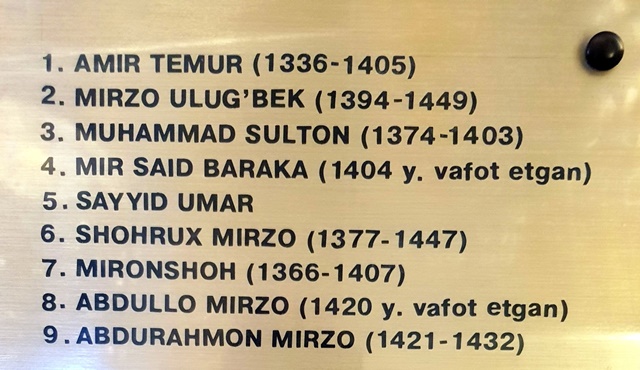 1. AMIR TEMUR (1336-1405)
2. MIRZO ULUG'BEK (1394-1449)
3. MUHAMMAD SULTON (1374-1403)
4. MIR SAID BARAKA (1404 y. vafot etgan)
5. SAYYID UMAR
6. SHOHRUX MIRZO (1377-1447)
7. MIRONSHOH (1366-1407)
8. ABDULLO MIRZO (1420 y. vafot etgan)
9. ABDURAHMON MIRZO (1421-1432)